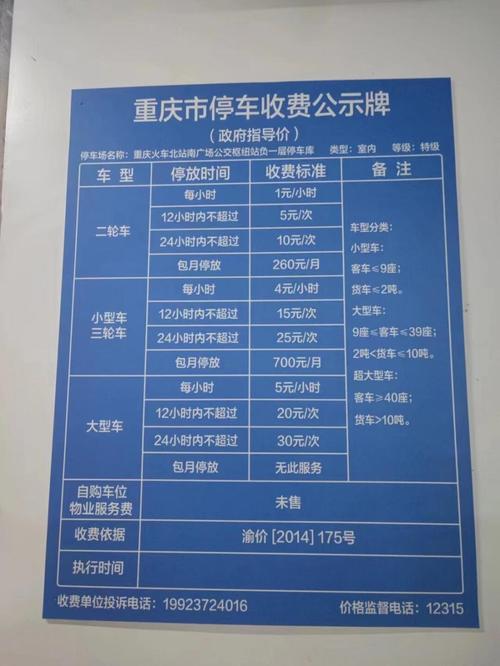 重庆市停车收费公示牌
（政府指导价）
停车场名称：重庆火车北站南广场公交枢纽站负一层停车库 类型：室内 等级：特级
车 型 停放时间 收费标准 备 注
二轮车
每小时 1元/小时
12小时内不超过 5元/次
24小时内不超过 10元/次
包月停放 260元/月
小型车
三轮车
每小时 4元/小时
12小时内不超过 15元/次
24小时内不超过 25元/次
包月停放 700元/月
大型车
每小时 5元/小时
12小时内不超过 20元/次
24小时内不超过 30元/次
包月停放 无此服务
车型分类：
小型车：
客车≤9座；
货车≤2吨。
大型车：
9座≤客车≤39座；
2吨<货车≤10吨。
超大型车：
客车≥40座；
货车>10吨。
自购车位
物业服务费
未售
收费依据 渝价［2014］175号
执行时间
收费单位投诉电话：19923724016 价格监督电话：12315